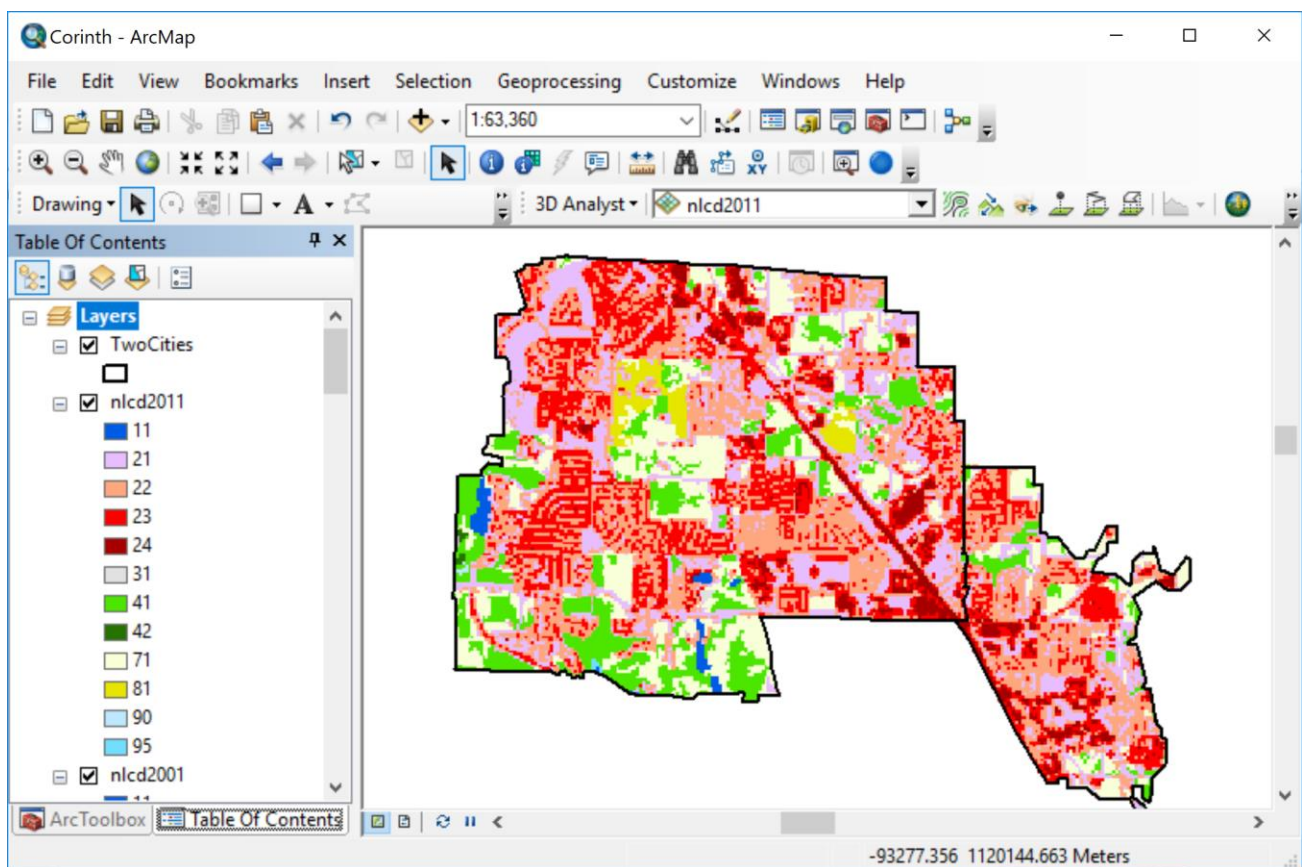 Corinth - ArcMap
File Edit View Bookmarks Insert Selection Geoprocessing Customize Windows Help
1:63,360
Drawing A 3D Analyst nlcd2011
Table Of Contents
Layers
TwoCities
nlcd2011
11
21
22
23
24
31
41
42
71
81
90
95
nlcd2001
ArcToolbox Table Of Contents
-93277.356 1120144.663 Meters